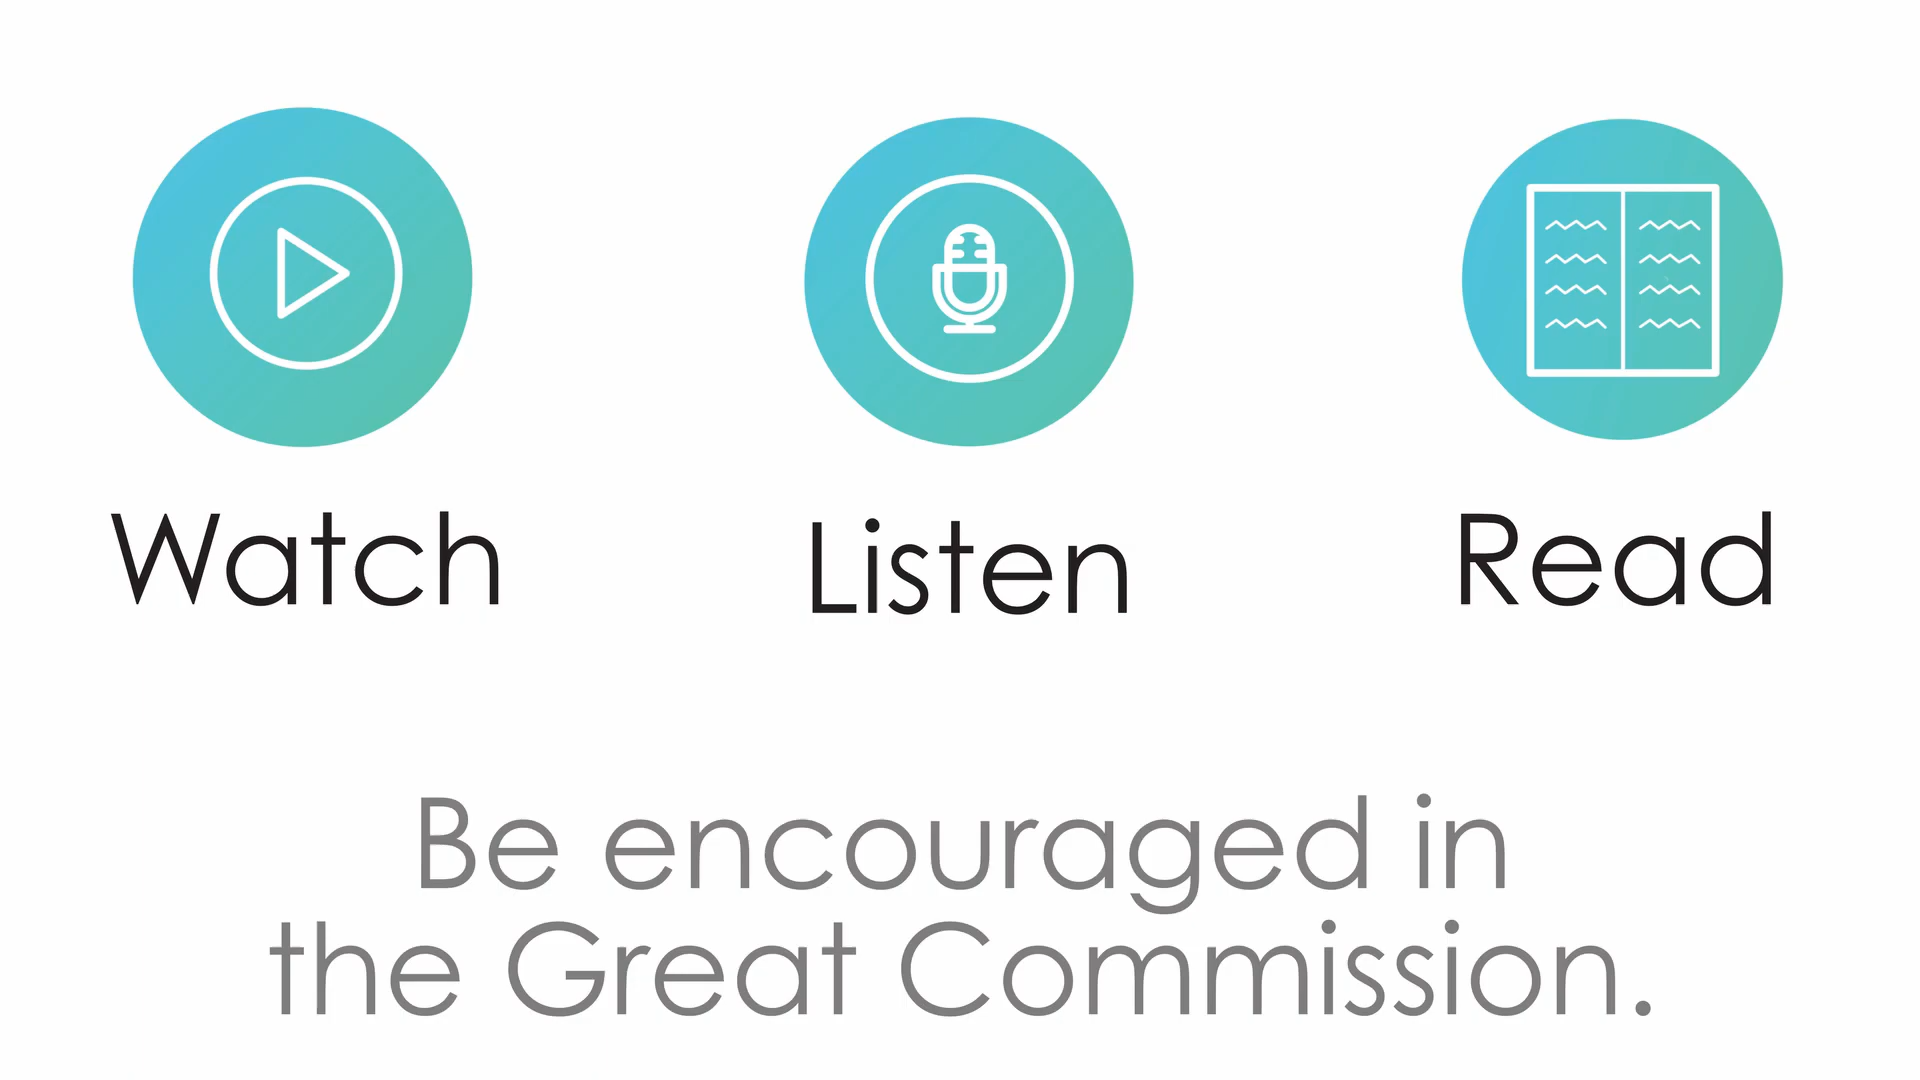 Watch
Listen
Read
Be encouraged in
the Great Commission.